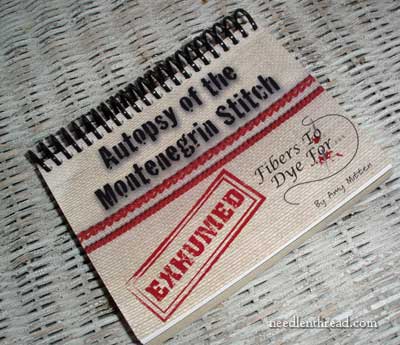 Autopsy of the
Montenegrin Stitch
EXHUMED
Fibers To
Dye For...
By Amy Mitten
needlenthread.com